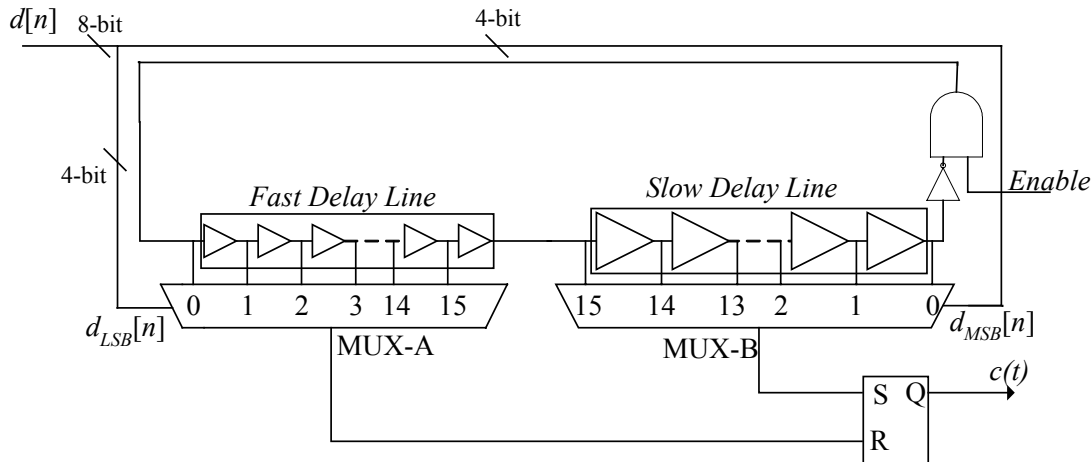 d[n]
8-bit
4-bit
4-bit
Fast Delay Line
Slow Delay Line
Enable
0 1 2 3 14 15
15 14 13 2 1 0
d_LSB[n]
MUX-A
MUX-B
d_MSB[n]
c(t)
S Q
R